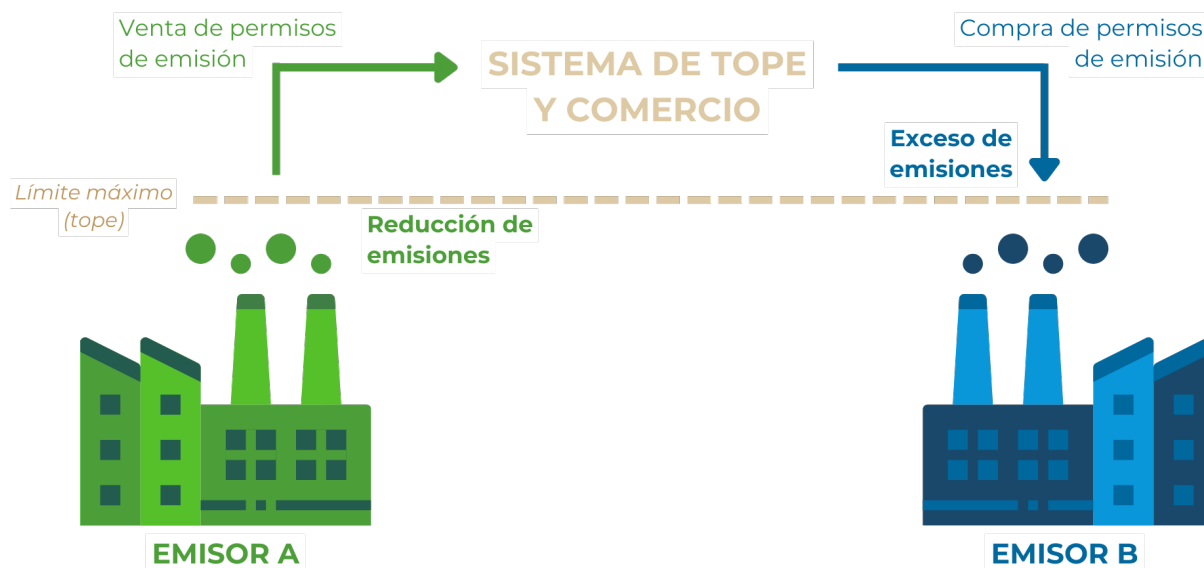 Venta de permisos
de emisión
SISTEMA DE TOPE
Y COMERCIO
Compra de permisos
de emisión
Exceso de
emisiones
Límite máximo
(tope)
Reducción de
emisiones
EMISOR A
EMISOR B